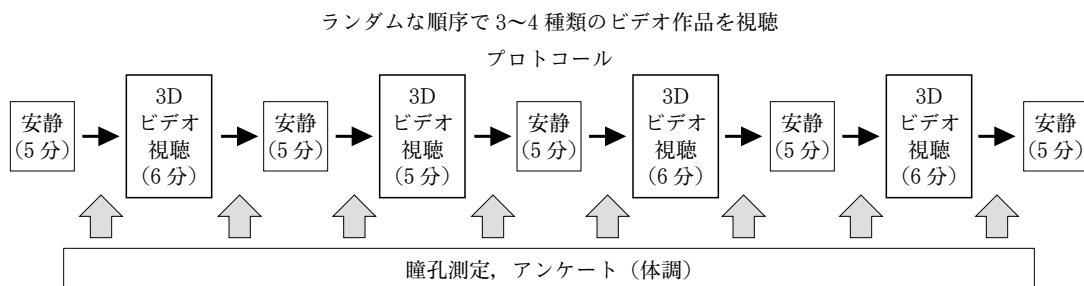 ランダムな順序で3～4種類のビデオ作品を視聴
プロトコール
安静
(5分)
3D
ビデオ
視聴
(6分)
安静
(5分)
3D
ビデオ
視聴
(5分)
安静
(5分)
3D
ビデオ
視聴
(6分)
安静
(5分)
3D
ビデオ
視聴
(6分)
安静
(5分)
瞳孔測定，アンケート（体調）